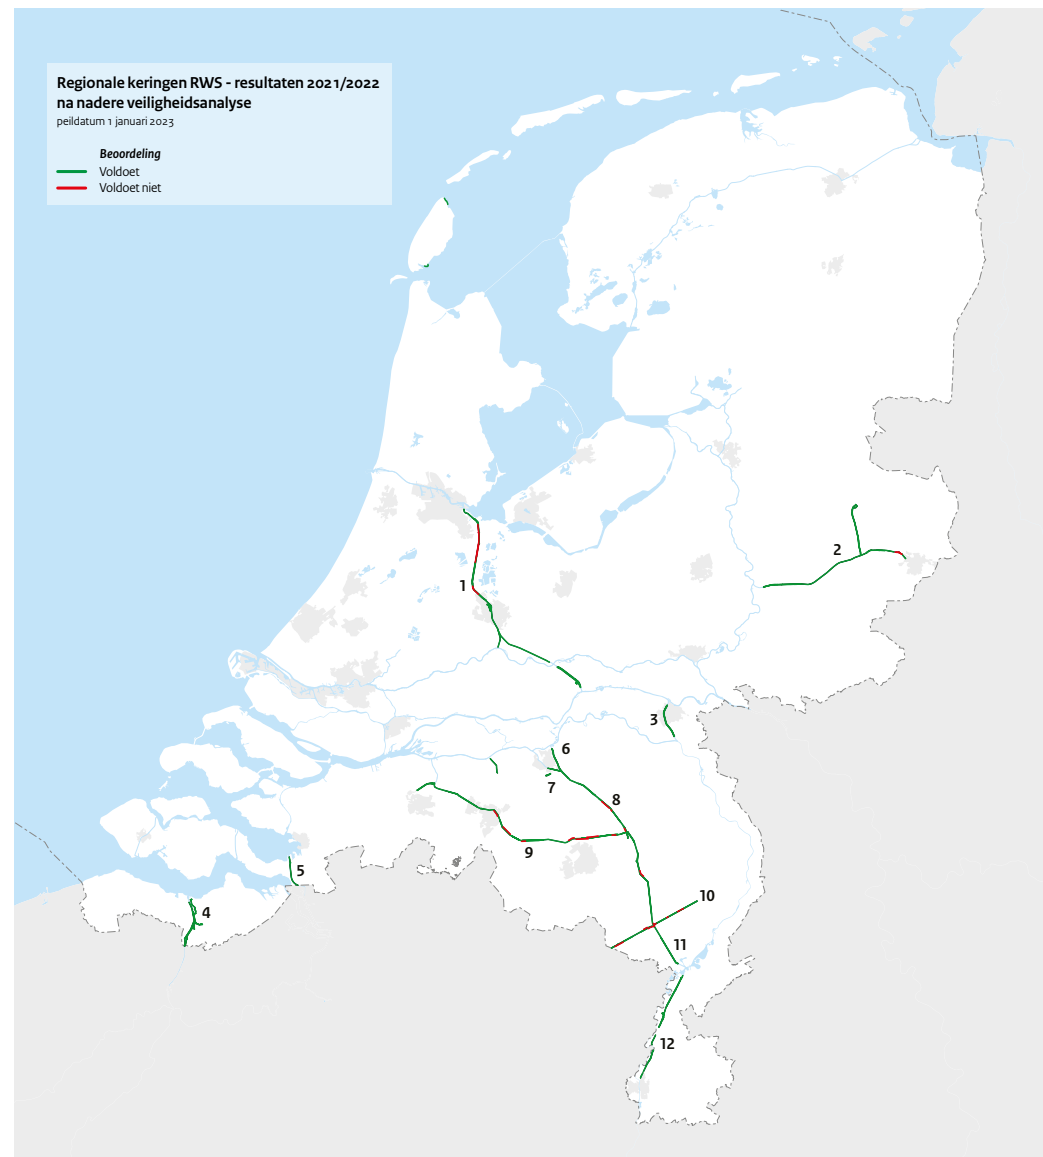 Regionale keringen RWS - resultaten 2021/2022
na nadere veiligheidsanalyse
peildatum 1 januari 2023
Beoordeling
Voldoet
Voldoet niet
2
1
3
6
7
8
9
5
10
4
11
12